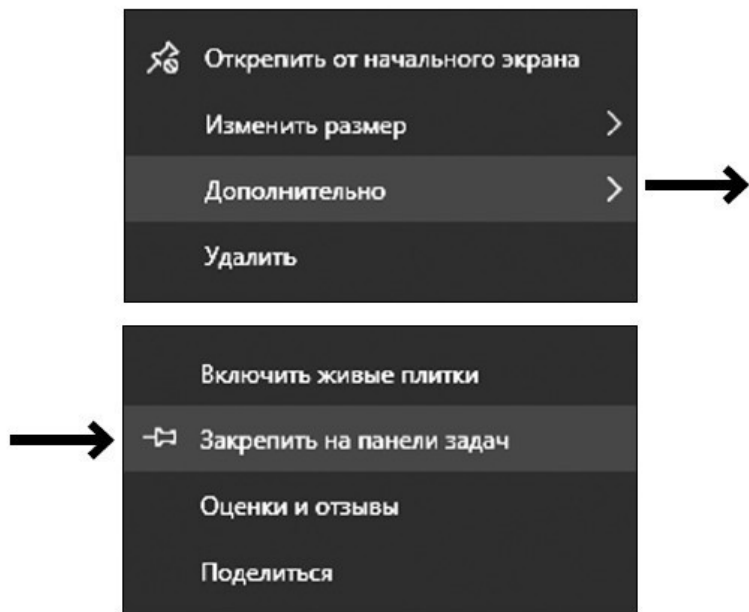 Открепить от начального экрана
Изменить размер
Дополнительно
Удалить
Включить живые плитки
Закрепить на панели задач
Оценки и отзывы
Поделиться